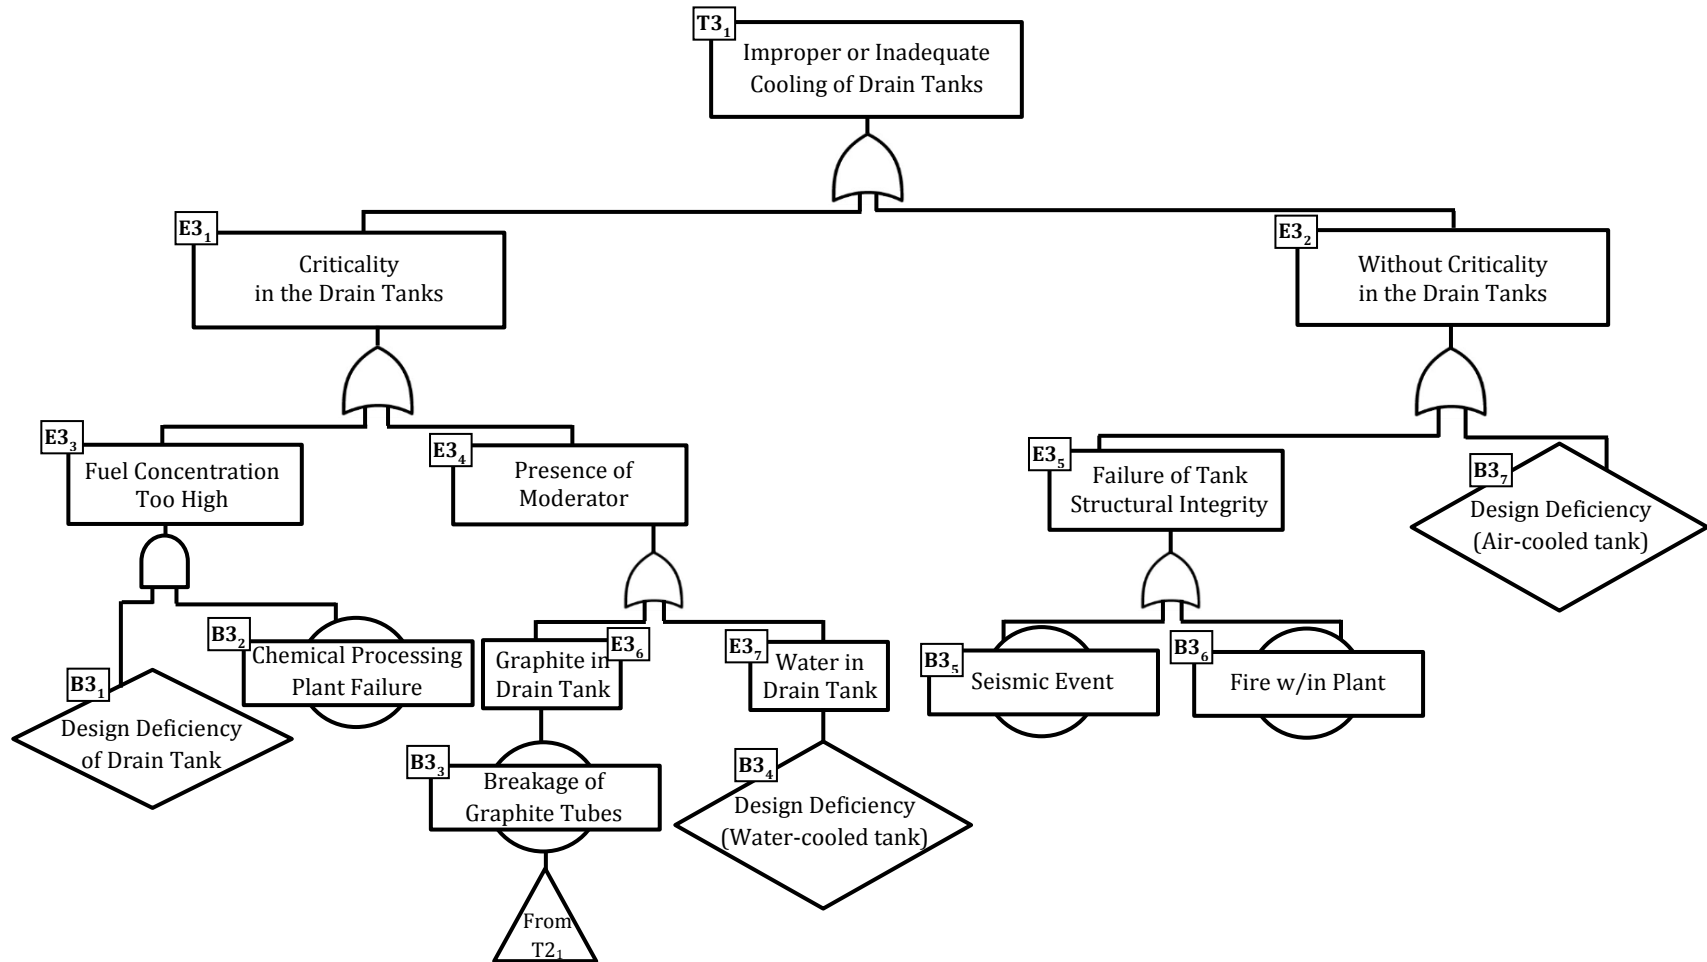 T3₁
Improper or Inadequate
Cooling of Drain Tanks
E3₁
Criticality
in the Drain Tanks
E3₂
Without Criticality
in the Drain Tanks
E3₃
Fuel Concentration
Too High
E3₄
Presence of
Moderator
E3₅
Failure of Tank
Structural Integrity
B3₇
Design Deficiency
(Air-cooled tank)
B3₁
Design Deficiency
of Drain Tank
B3₂
Chemical Processing
Plant Failure
E3₆
Graphite in
Drain Tank
E3₇
Water in
Drain Tank
B3₅
Seismic Event
B3₆
Fire w/in Plant
B3₃
Breakage of
Graphite Tubes
B3₄
Design Deficiency
(Water-cooled tank)
From
T2₁